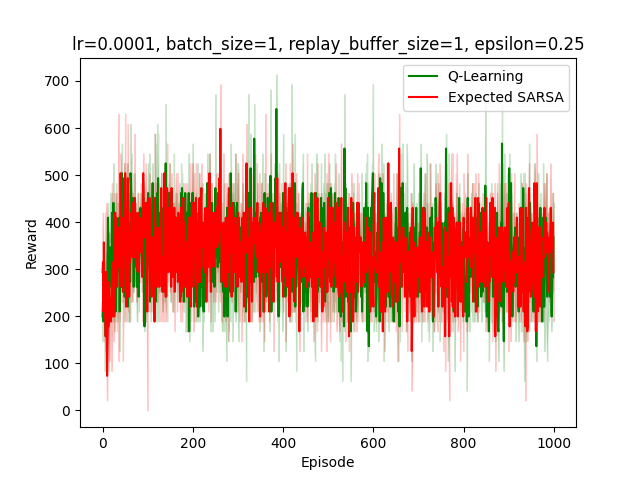 lr=0.0001, batch_size=1, replay_buffer_size=1, epsilon=0.25
Q-Learning
Expected SARSA
700
600
500
400
300
200
100
0
Reward
0
200
400
600
800
1000
Episode